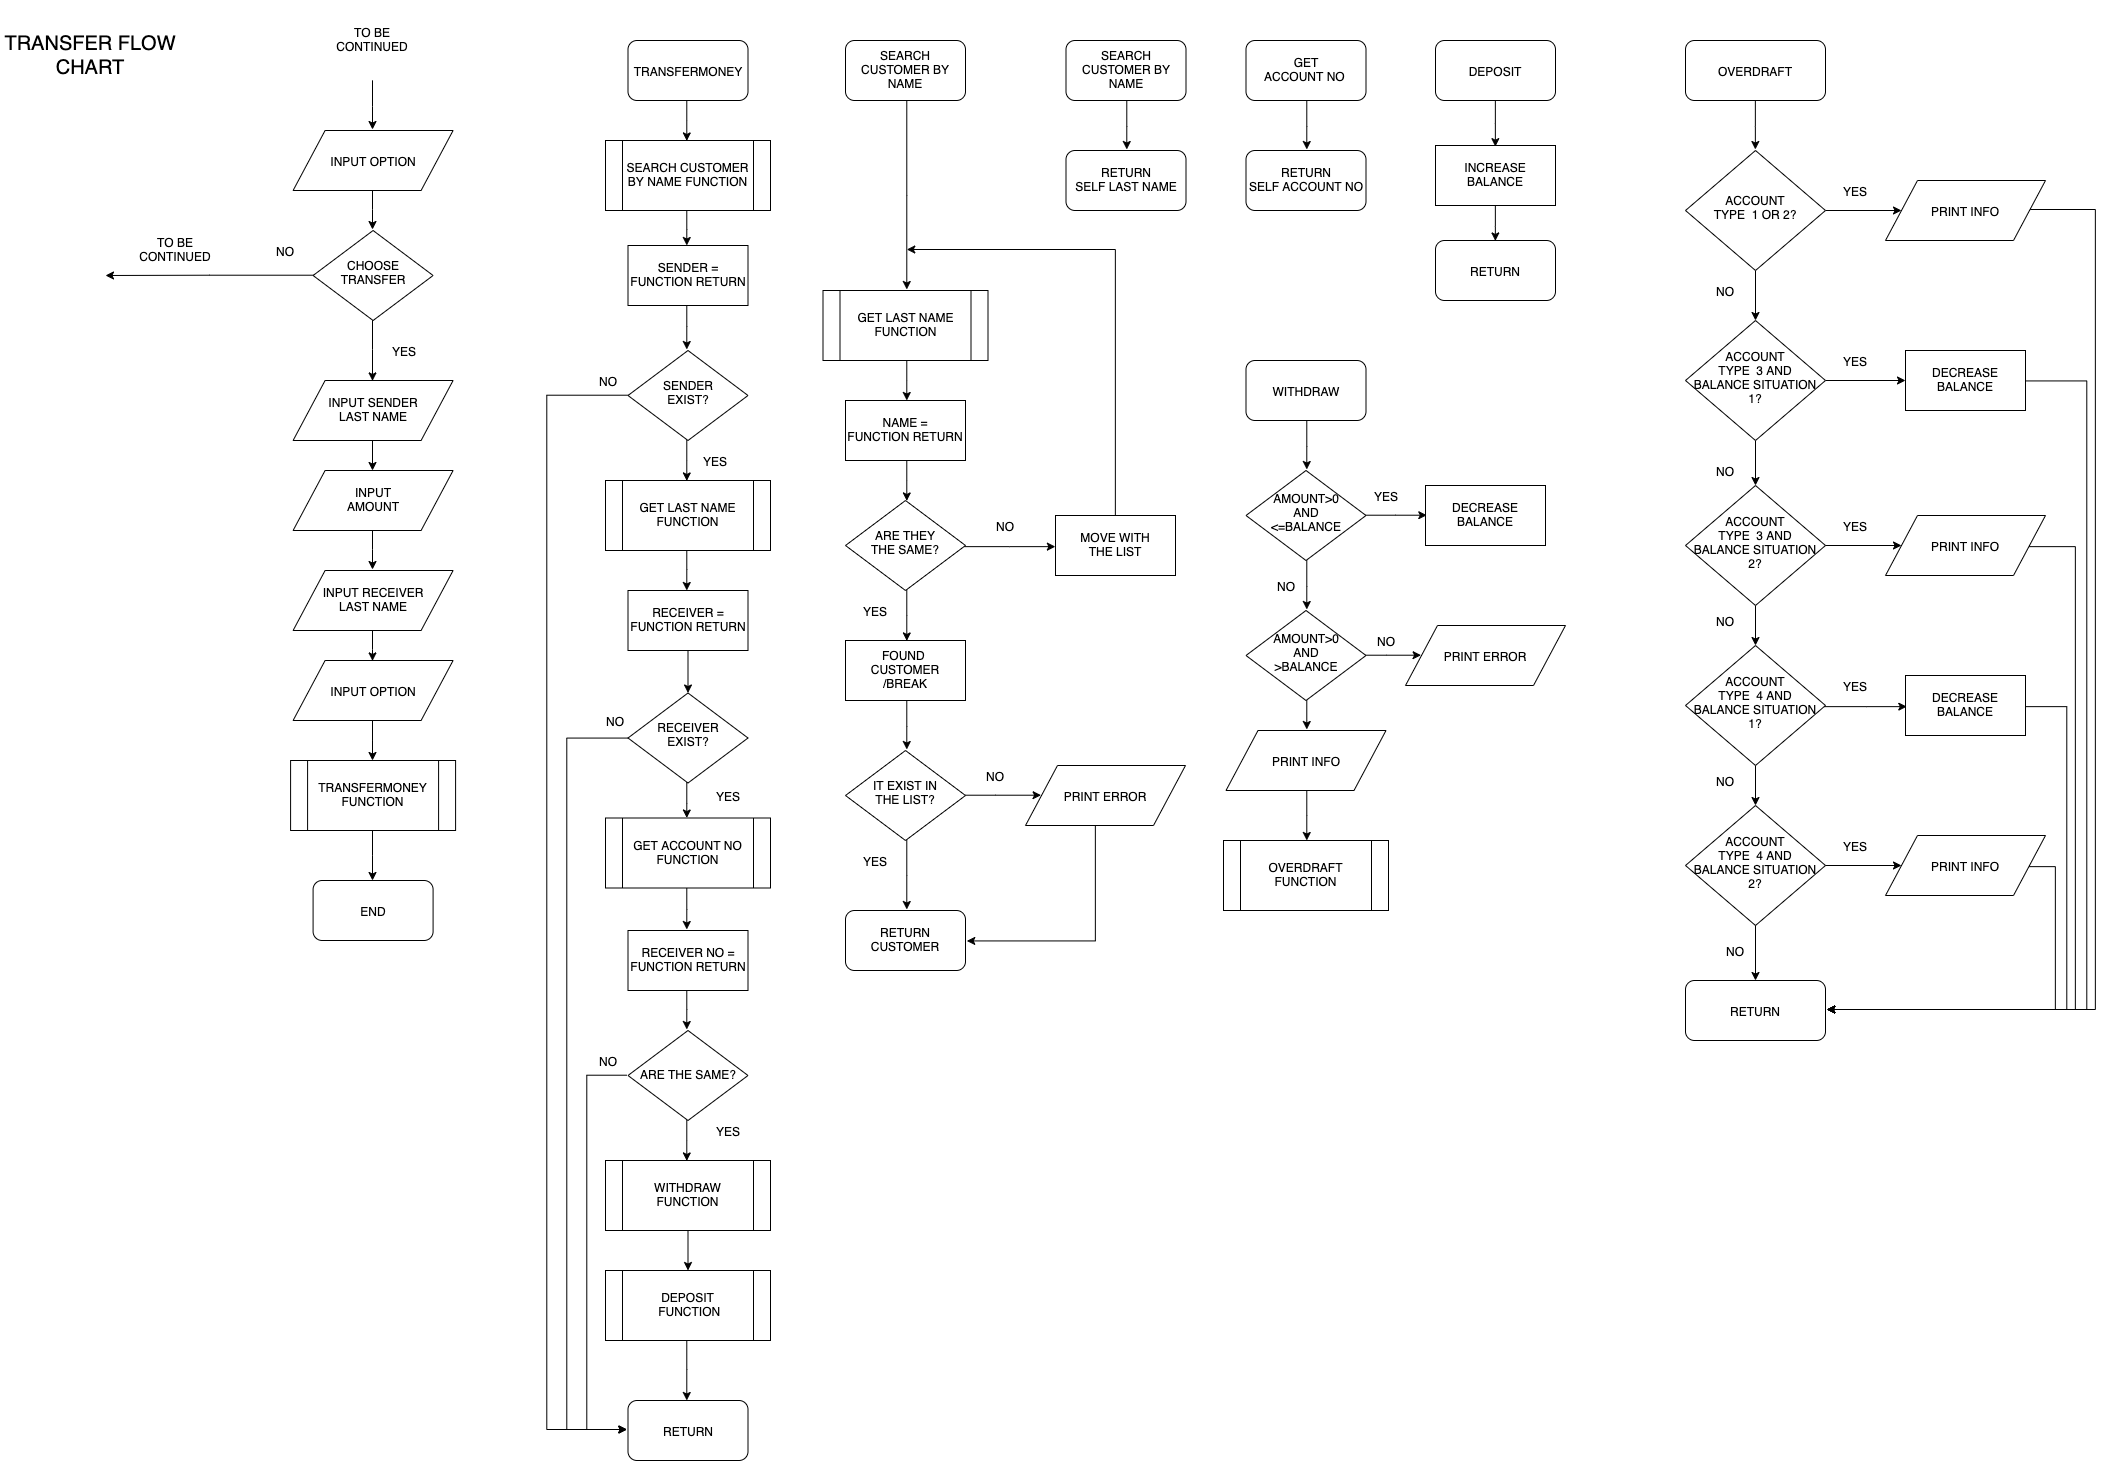 TRANSFER FLOW
CHART
TO BE
CONTINUED
INPUT OPTION
CHOOSE
TRANSFER
NO
TO BE
CONTINUED
YES
INPUT SENDER
LAST NAME
INPUT
AMOUNT
INPUT RECEIVER
LAST NAME
INPUT OPTION
TRANSFERMONEY
FUNCTION
END
TRANSFERMONEY
SEARCH CUSTOMER
BY NAME FUNCTION
SENDER =
FUNCTION RETURN
SENDER
EXIST?
NO
YES
GET LAST NAME
FUNCTION
RECEIVER =
FUNCTION RETURN
RECEIVER
EXIST?
NO
YES
GET ACCOUNT NO
FUNCTION
RECEIVER NO =
FUNCTION RETURN
ARE THE SAME?
NO
YES
WITHDRAW
FUNCTION
DEPOSIT
FUNCTION
RETURN
SEARCH
CUSTOMER BY
NAME
GET LAST NAME
FUNCTION
NAME =
FUNCTION RETURN
ARE THEY
THE SAME?
NO
MOVE WITH
THE LIST
YES
FOUND
CUSTOMER
/BREAK
IT EXIST IN
THE LIST?
NO
PRINT ERROR
YES
RETURN
CUSTOMER
SEARCH
CUSTOMER BY
NAME
RETURN
SELF LAST NAME
GET
ACCOUNT NO
RETURN
SELF ACCOUNT NO
DEPOSIT
INCREASE
BALANCE
RETURN
WITHDRAW
AMOUNT>0
AND
<=BALANCE
YES
DECREASE
BALANCE
NO
AMOUNT>0
AND
>BALANCE
NO
PRINT ERROR
PRINT INFO
OVERDRAFT
FUNCTION
OVERDRAFT
ACCOUNT
TYPE 1 OR 2?
YES
PRINT INFO
NO
ACCOUNT
TYPE 3 AND
BALANCE SITUATION
1?
YES
DECREASE
BALANCE
NO
ACCOUNT
TYPE 3 AND
BALANCE SITUATION
2?
YES
PRINT INFO
NO
ACCOUNT
TYPE 4 AND
BALANCE SITUATION
1?
YES
DECREASE
BALANCE
NO
ACCOUNT
TYPE 4 AND
BALANCE SITUATION
2?
YES
PRINT INFO
NO
RETURN